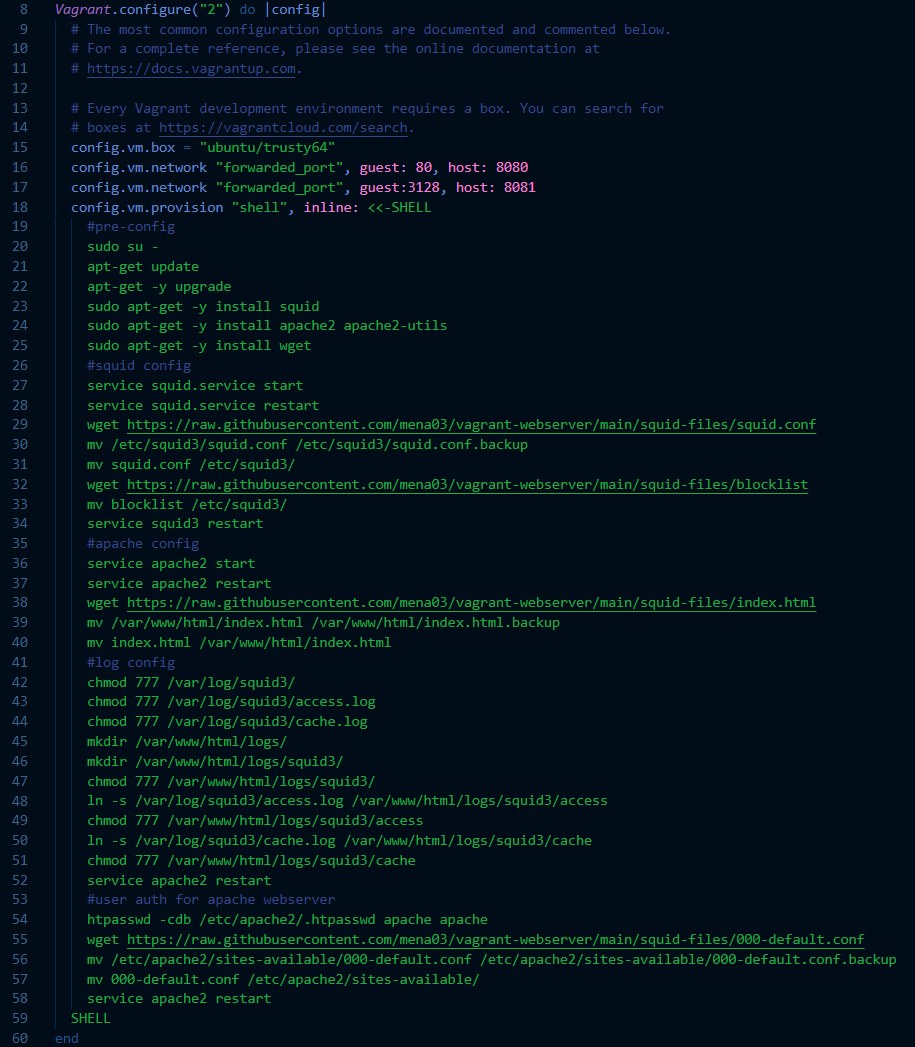 8 Vagrant.configure("2") do |config|
9 # The most common configuration options are documented and commented below.
10 # For a complete reference, please see the online documentation at
11 # https://docs.vagrantup.com.
12
13 # Every Vagrant development environment requires a box. You can search for
14 # boxes at https://vagrantcloud.com/search.
15 config.vm.box = "ubuntu/trusty64"
16 config.vm.network "forwarded_port", guest: 80, host: 8080
17 config.vm.network "forwarded_port", guest:3128, host: 8081
18 config.vm.provision "shell", inline: <<-SHELL
19 #pre-config
20 sudo su -
21 apt-get update
22 apt-get -y upgrade
23 sudo apt-get -y install squid
24 sudo apt-get -y install apache2 apache2-utils
25 sudo apt-get -y install wget
26 #squid config
27 service squid.service start
28 service squid.service restart
29 wget https://raw.githubusercontent.com/mena03/vagrant-webserver/main/squid-files/squid.conf
30 mv /etc/squid3/squid.conf /etc/squid3/squid.conf.backup
31 mv squid.conf /etc/squid3/
32 wget https://raw.githubusercontent.com/mena03/vagrant-webserver/main/squid-files/blocklist
33 mv blocklist /etc/squid3/
34 service squid3 restart
35 #apache config
36 service apache2 start
37 service apache2 restart
38 wget https://raw.githubusercontent.com/mena03/vagrant-webserver/main/squid-files/index.html
39 mv /var/www/html/index.html /var/www/html/index.html.backup
40 mv index.html /var/www/html/index.html
41 #log config
42 chmod 777 /var/log/squid3/
43 chmod 777 /var/log/squid3/access.log
44 chmod 777 /var/log/squid3/cache.log
45 mkdir /var/www/html/logs/
46 mkdir /var/www/html/logs/squid3/
47 chmod 777 /var/www/html/logs/squid3/
48 ln -s /var/log/squid3/access.log /var/www/html/logs/squid3/access
49 chmod 777 /var/www/html/logs/squid3/access
50 ln -s /var/log/squid3/cache.log /var/www/html/logs/squid3/cache
51 chmod 777 /var/www/html/logs/squid3/cache
52 service apache2 restart
53 #user auth for apache webserver
54 htpasswd -cdb /etc/apache2/.htpasswd apache apache
55 wget https://raw.githubusercontent.com/mena03/vagrant-webserver/main/squid-files/000-default.conf
56 mv /etc/apache2/sites-available/000-default.conf /etc/apache2/sites-available/000-default.conf.backup
57 mv 000-default.conf /etc/apache2/sites-available/
58 service apache2 restart
59 SHELL
60 end